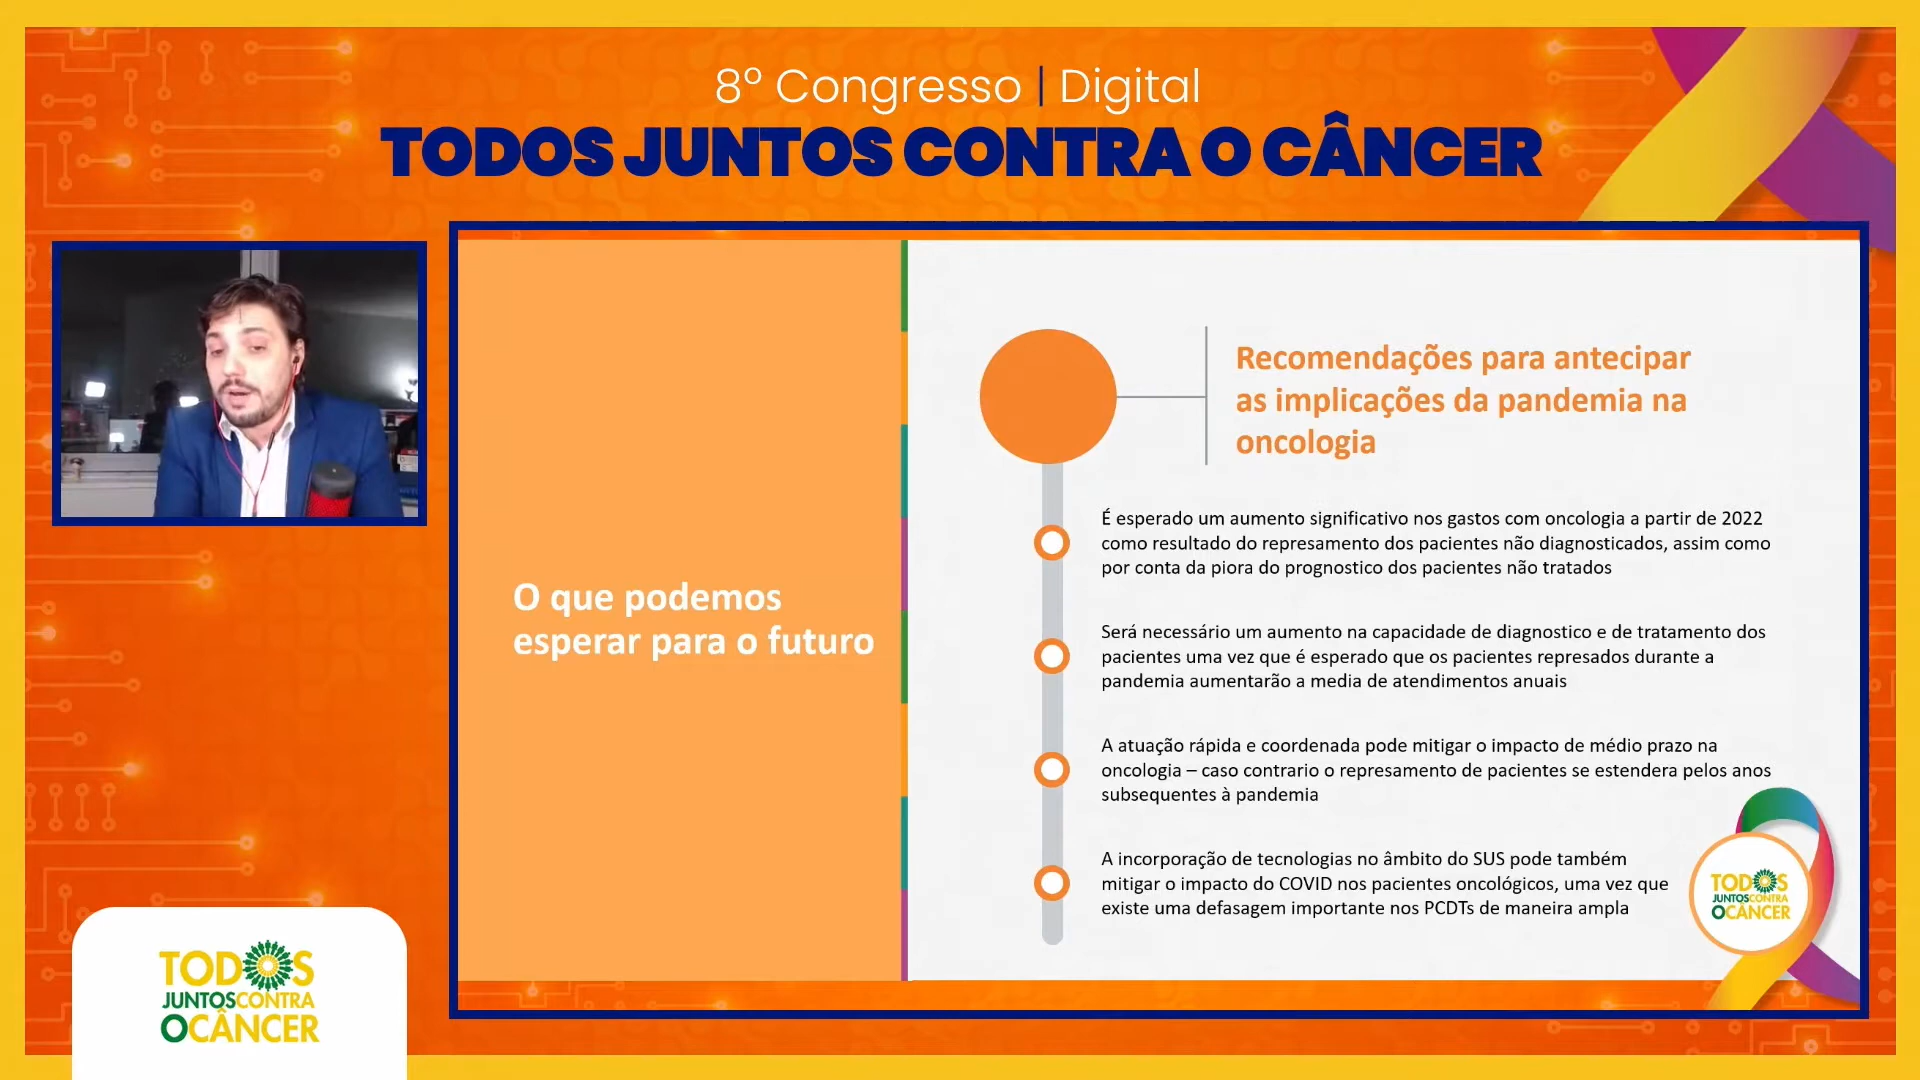 8º Congresso | Digital
TODOS JUNTOS CONTRA O CÂNCER
O que podemos
esperar para o futuro
Recomendações para antecipar
as implicações da pandemia na
oncologia
É esperado um aumento significativo nos gastos com oncologia a partir de 2022
como resultado do represamento dos pacientes não diagnosticados, assim como
por conta da piora do prognostico dos pacientes não tratados
Será necessário um aumento na capacidade de diagnostico e de tratamento dos
pacientes uma vez que é esperado que os pacientes represados durante a
pandemia aumentarão a media de atendimentos anuais
A atuação rápida e coordenada pode mitigar o impacto de médio prazo na
oncologia – caso contrario o represamento de pacientes se estendera pelos anos
subsequentes à pandemia
A incorporação de tecnologias no âmbito do SUS pode também
mitigar o impacto do COVID nos pacientes oncológicos, uma vez que
existe uma defasagem importante nos PCDTs de maneira ampla
TODOS
JUNTOSCONTRA
OCÂNCER
TODOS
JUNTOSCONTRA
OCÂNCER